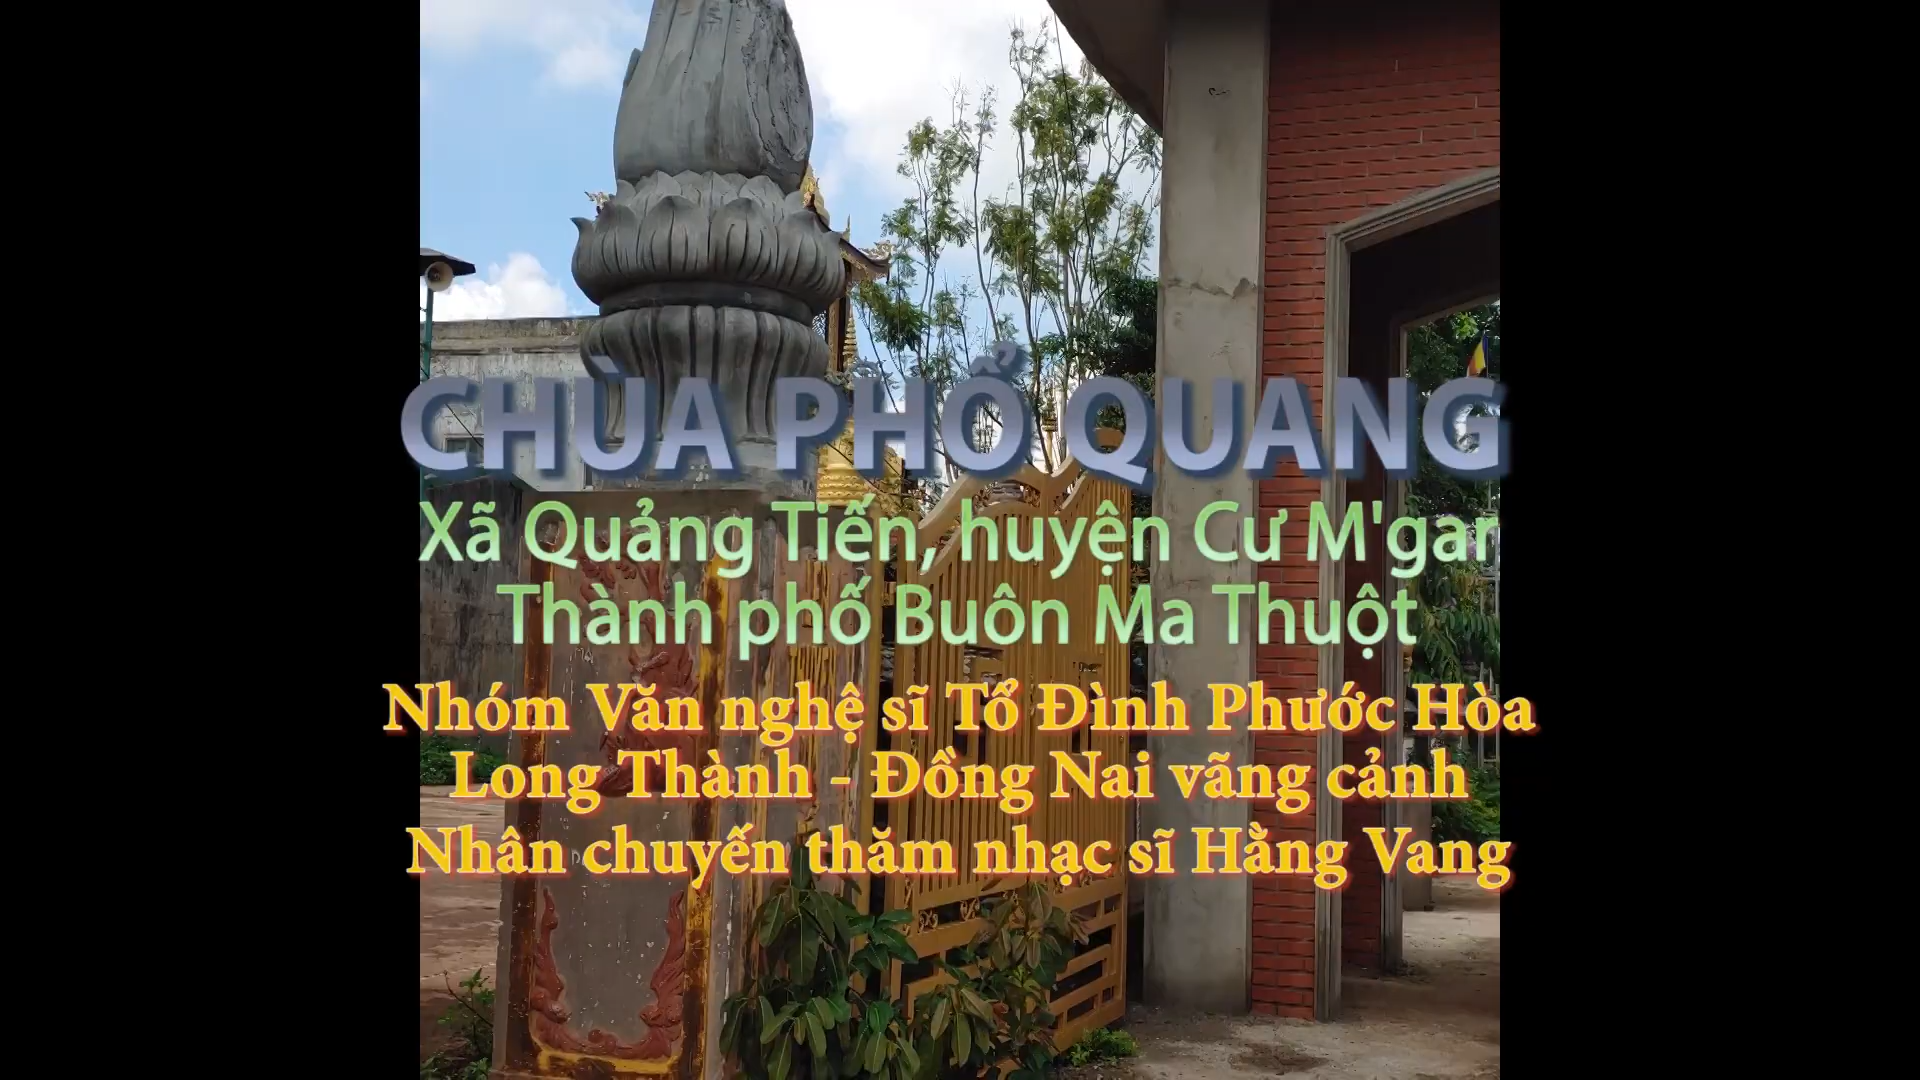 CHÙA PHỔ QUANG
Xã Quảng Tiến, huyện Cư M'gar
Thành phố Buôn Ma Thuột
Nhóm Văn nghệ sĩ Tổ Đình Phước Hòa
Long Thành - Đồng Nai vãng cảnh
Nhân chuyến thăm nhạc sĩ Hằng Vang